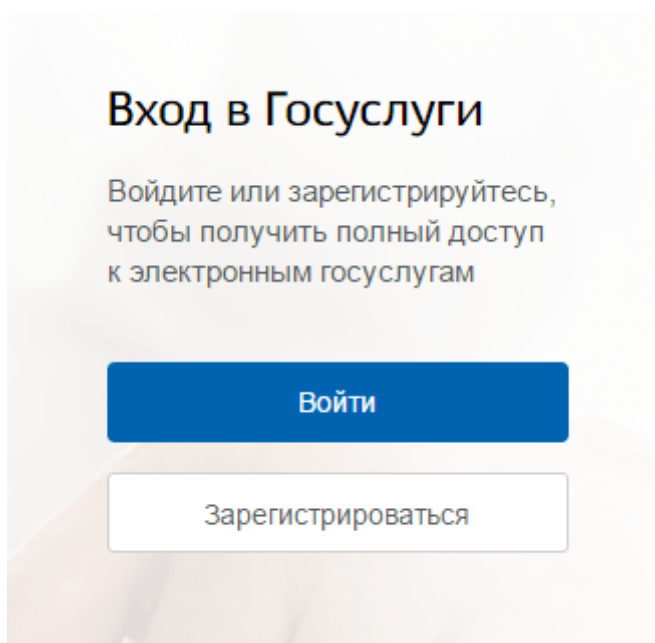 Вход в Госуслуги
Войдите или зарегистрируйтесь,
чтобы получить полный доступ
к электронным госуслугам
Войти
Зарегистрироваться